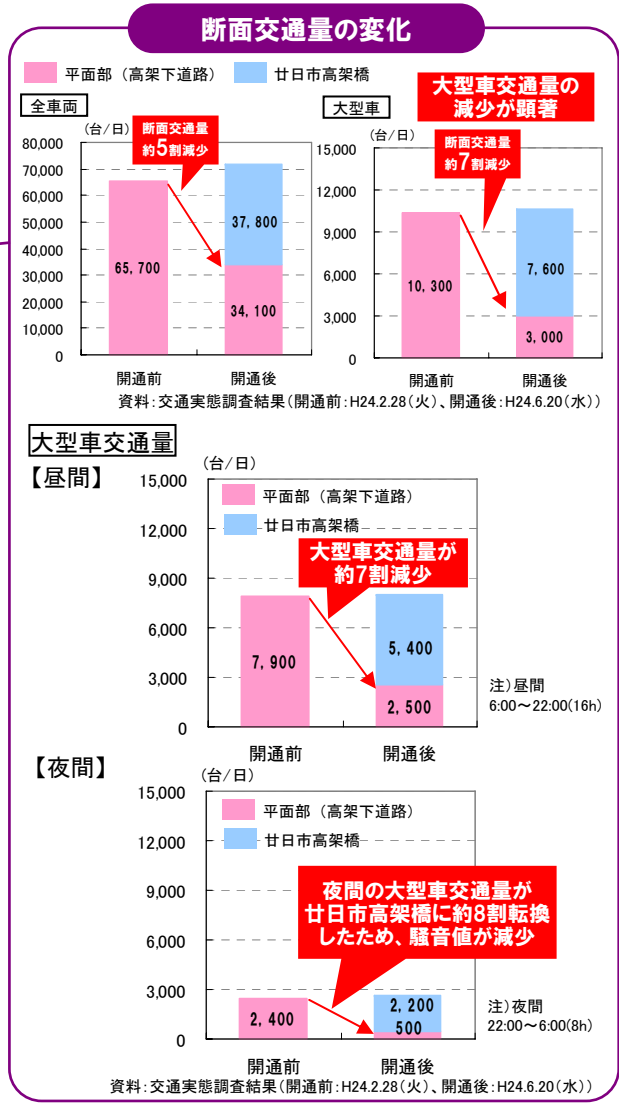 断面交通量の変化
平面部（高架下道路） 廿日市高架橋
全車両
（台/日）
断面交通量
約5割減少
80,000
70,000
60,000
50,000
40,000
30,000
20,000
10,000
0
65,700
37,800
34,100
開通前 開通後
大型車
大型車交通量の
減少が顕著
断面交通量
約7割減少
（台/日）
15,000
12,000
9,000
6,000
3,000
0
10,300
7,600
3,000
開通前 開通後
資料：交通実態調査結果（開通前：H24.2.28（火）、開通後：H24.6.20（水））
大型車交通量
【昼間】
（台/日）
15,000
12,000
9,000
6,000
3,000
0
平面部（高架下道路）
廿日市高架橋
大型車交通量が
約7割減少
7,900
5,400
2,500
注）昼間
6:00～22:00(16h)
開通前 開通後
【夜間】
（台/日）
15,000
12,000
9,000
6,000
3,000
0
平面部（高架下道路）
廿日市高架橋
夜間の大型車交通量が
廿日市高架橋に約8割転換
したため、騒音値が減少
2,400
2,200
500
注）夜間
22:00～6:00(8h)
開通前 開通後
資料：交通実態調査結果（開通前：H24.2.28（火）、開通後：H24.6.20（水））